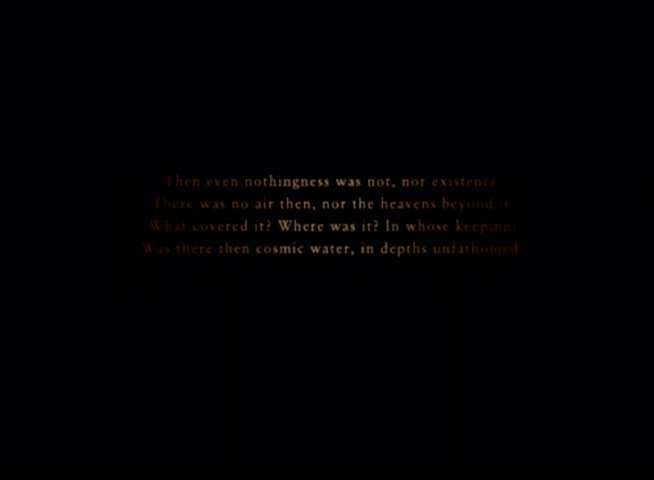 Then even nothingness was not, nor existence
There was no air then, nor the heavens beyond it
What covered it? Where was it? In whose keeping?
Was there then cosmic water, in depths unfathomed?